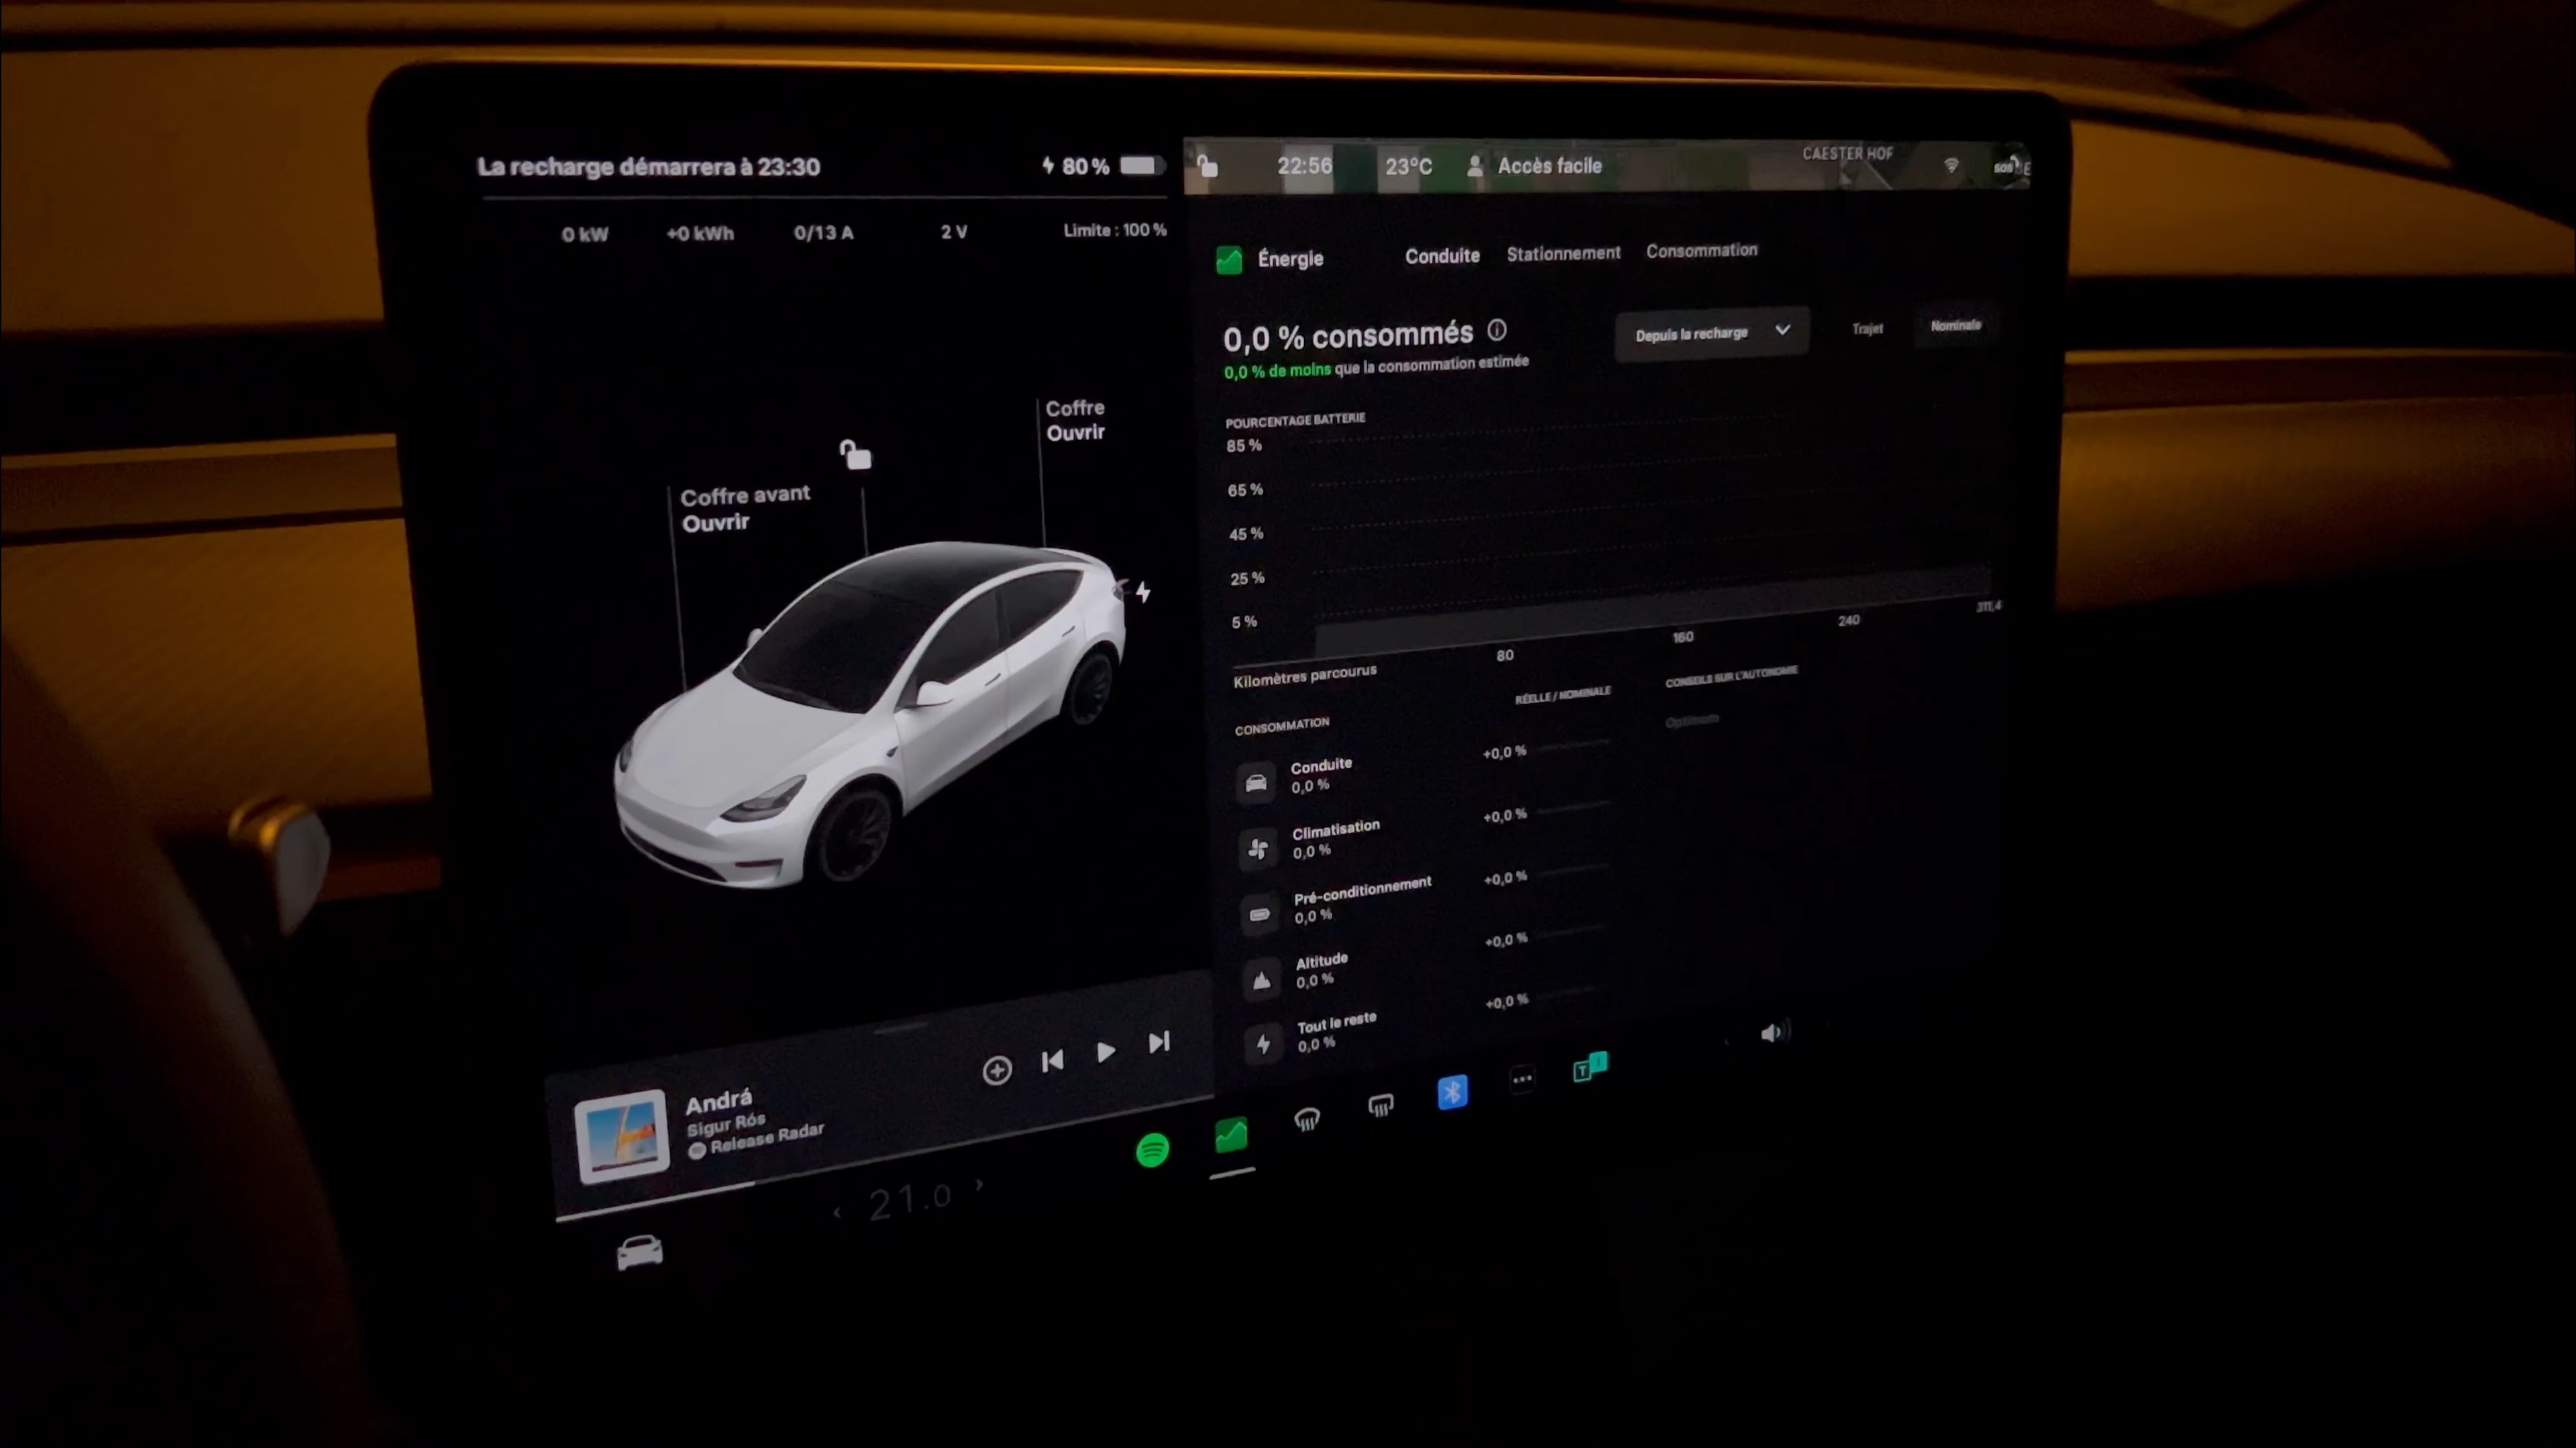 La recharge démarrera à 23:30
80 %
0 kW
+0 kWh
0/13 A
2 V
Limite : 100 %
Coffre
Ouvrir
Coffre avant
Ouvrir
Andrá
Sigur Rós
Release Radar
21.0
22:56
23°C
Accès facile
CAESTER HOF
SOS
Énergie
Conduite
Stationnement
Consommation
0,0 % consommés
0,0 % de moins que la consommation estimée
Depuis la recharge
Trajet
Nominale
POURCENTAGE BATTERIE
85 %
65 %
45 %
25 %
5 %
80
160
240
311,4
Kilomètres parcourus
CONSOMMATION
RÉELLE / NOMINALE
CONSEILS SUR L'AUTONOMIE
Optimum
Conduite
0,0 %
+0,0 %
Climatisation
0,0 %
+0,0 %
Pré-conditionnement
0,0 %
+0,0 %
Altitude
0,0 %
+0,0 %
Tout le reste
0,0 %
+0,0 %